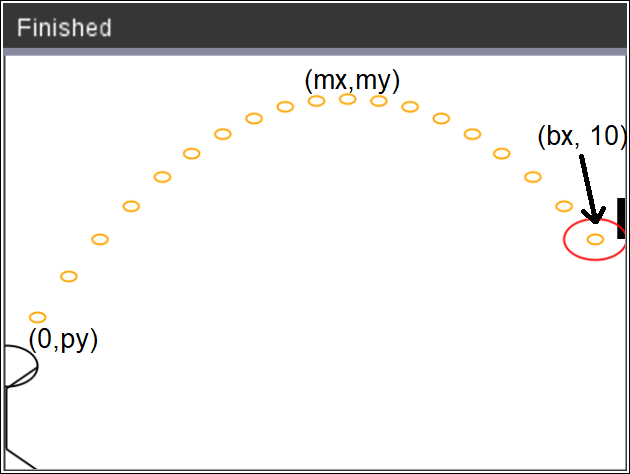 Finished
(mx,my)
(bx, 10)
(0,py)